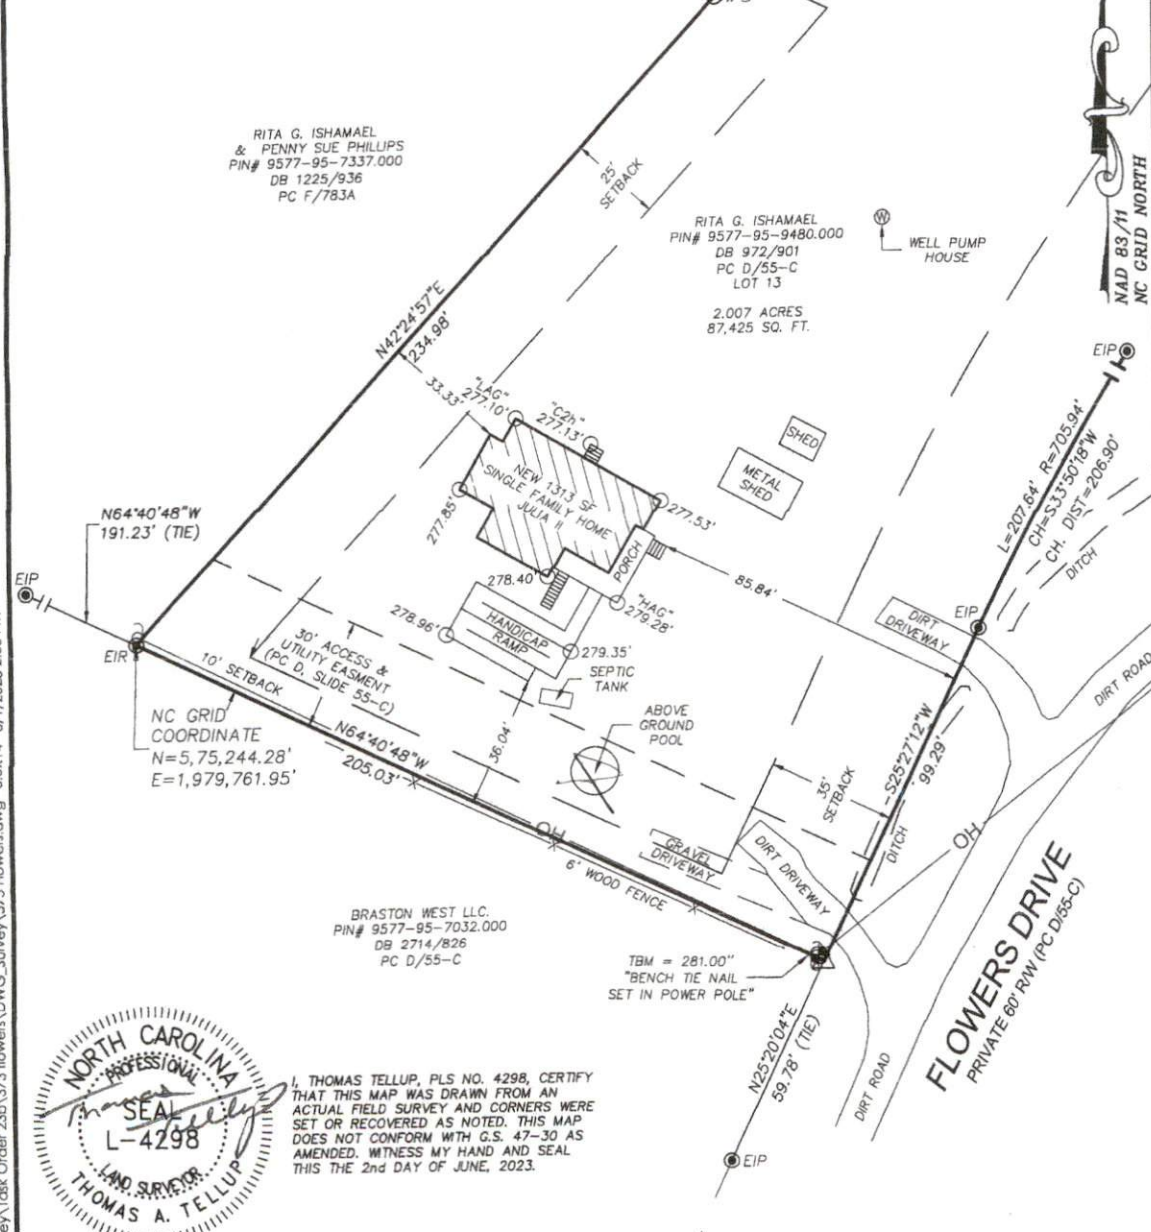 RITA G. ISHAMAEL
& PENNY SUE PHILLIPS
PIN# 9577-95-7337.000
DB 1225/936
PC F/783A
25'
SETBACK
RITA G. ISHAMAEL
PIN# 9577-95-9480.000
DB 972/901
PC D/55-C
LOT 13
2.007 ACRES
87,425 SQ. FT.
W
WELL PUMP
HOUSE
NAD 83/11
NC GRID NORTH
N42°24'57"E
234.98'
33.33'
"LAG"
277.10'
"C2h"
277.13'
NEW 1313 SF
SINGLE FAMILY HOME
JULIA II
277.85'
277.53'
SHED
METAL
SHED
EIP
L=207.64' R=705.94'
CH=S33°50'18"W
CH. DIST=206.90'
DITCH
N64°40'48"W
191.23' (TIE)
EIP
EIR
PORCH
85.84'
278.40'
"HAG"
279.28'
278.96'
HANDICAP
RAMP
279.35'
SEPTIC
TANK
DIRT
DRIVEWAY
EIP
DIRT ROAD
30' ACCESS &
UTILITY EASMENT
(PC D, SLIDE 55-C)
10' SETBACK
NC GRID
COORDINATE
N=5,75,244.28'
E=1,979,761.95'
N64°40'48"W
205.03'
56.04'
ABOVE
GROUND
POOL
35'
SETBACK
S25°27'12"W
99.29'
DITCH
OH
OH
6' WOOD FENCE
GRAVEL
DRIVEWAY
DIRT DRIVEWAY
BRASTON WEST LLC.
PIN# 9577-95-7032.000
DB 2714/826
PC D/55-C
TBM = 281.00"
"BENCH TIE NAIL
SET IN POWER POLE"
FLOWERS DRIVE
PRIVATE 60' R/W (PC D/55-C)
N25°20'04"E
59.78' (TIE)
DIRT ROAD
EIP
NORTH CAROLINA
PROFESSIONAL
SEAL
L-4298
LAND SURVEYOR
THOMAS A. TELLUP
Thomas Tellup
I, THOMAS TELLUP, PLS NO. 4298, CERTIFY
THAT THIS MAP WAS DRAWN FROM AN
ACTUAL FIELD SURVEY AND CORNERS WERE
SET OR RECOVERED AS NOTED. THIS MAP
DOES NOT CONFORM WITH G.S. 47-30 AS
AMENDED. WITNESS MY HAND AND SEAL
THIS THE 2nd DAY OF JUNE, 2023.